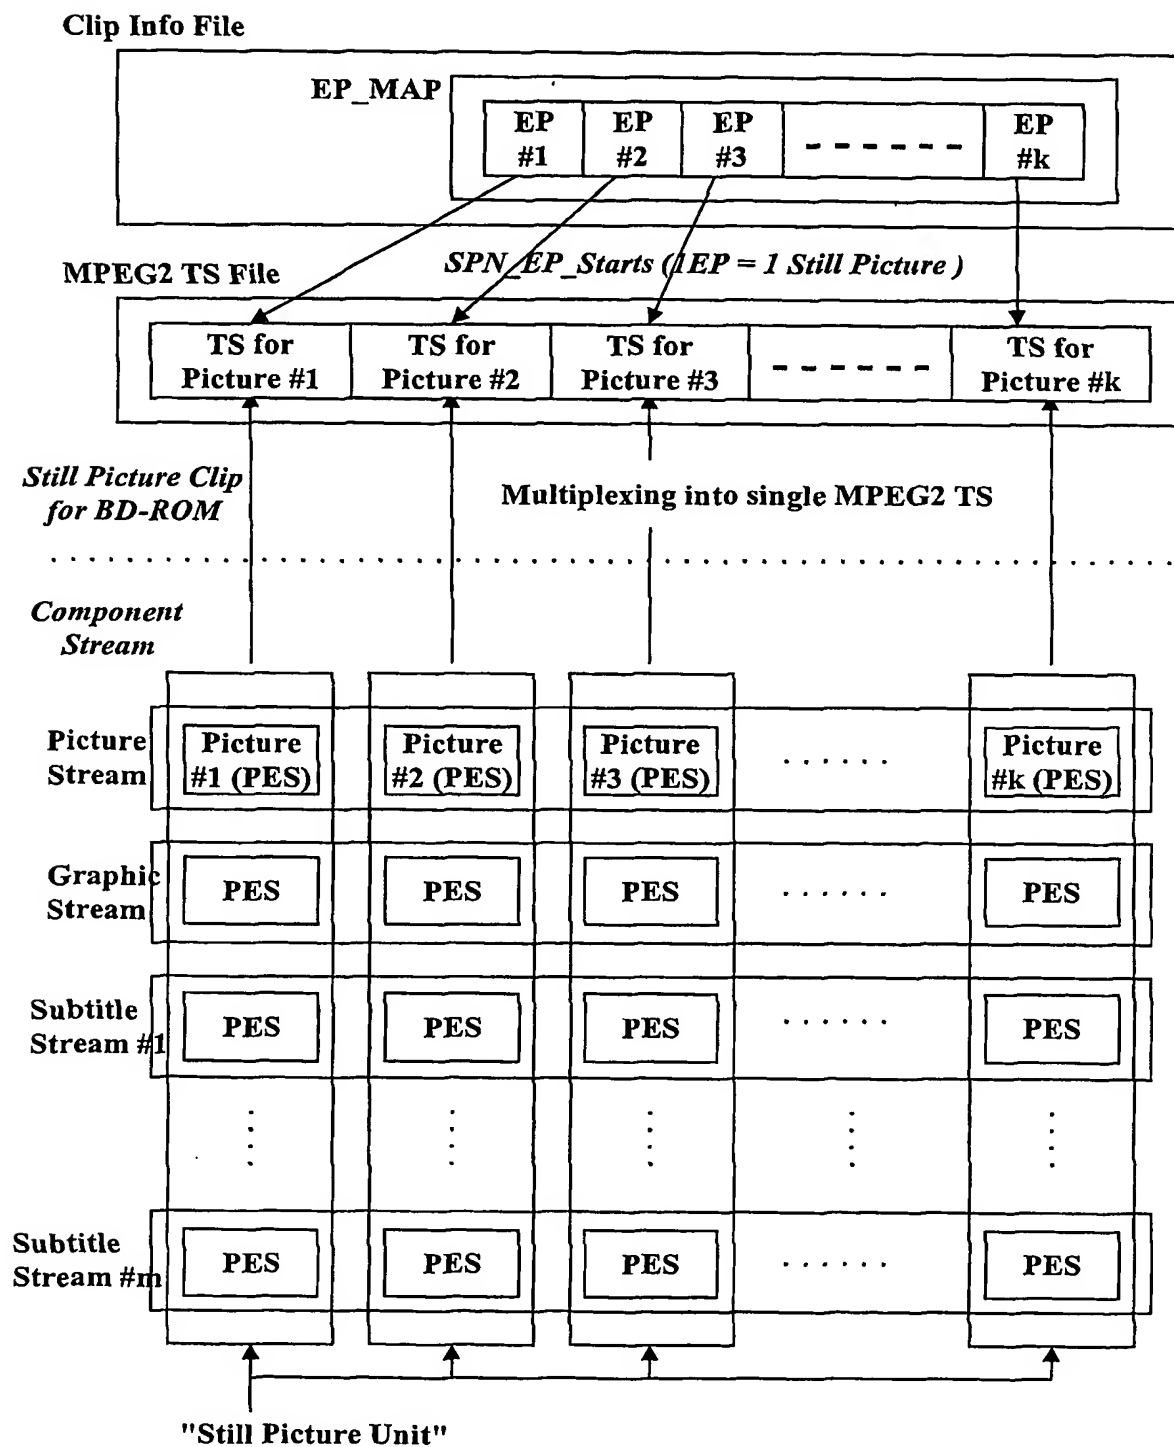 Clip Info File
EP_MAP
EP #1
EP #2
EP #3
EP #k
SPN_EP_Starts (1EP = 1 Still Picture )
MPEG2 TS File
TS for Picture #1
TS for Picture #2
TS for Picture #3
TS for Picture #k
Still Picture Clip
for BD-ROM
Multiplexing into single MPEG2 TS
Component
Stream
Picture
Stream
Picture #1 (PES)
Picture #2 (PES)
Picture #3 (PES)
Picture #k (PES)
Graphic
Stream
PES
PES
PES
PES
Subtitle
Stream #1
PES
PES
PES
PES
Subtitle
Stream #m
PES
PES
PES
PES
"Still Picture Unit"